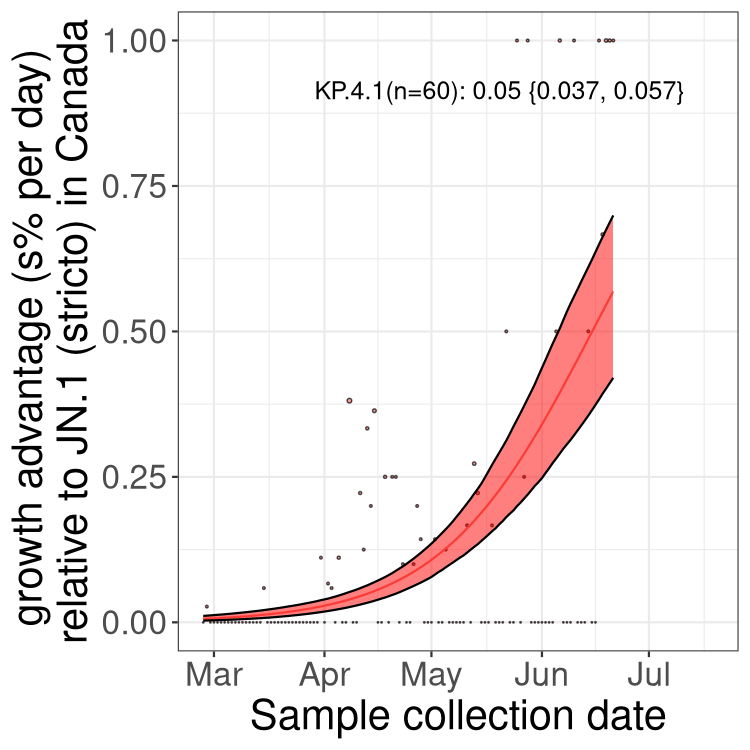 growth advantage (s% per day)
relative to JN.1 (stricto) in Canada
1.00
0.75
0.50
0.25
0.00
KP.4.1(n=60): 0.05 {0.037, 0.057}
Mar Apr May Jun Jul
Sample collection date